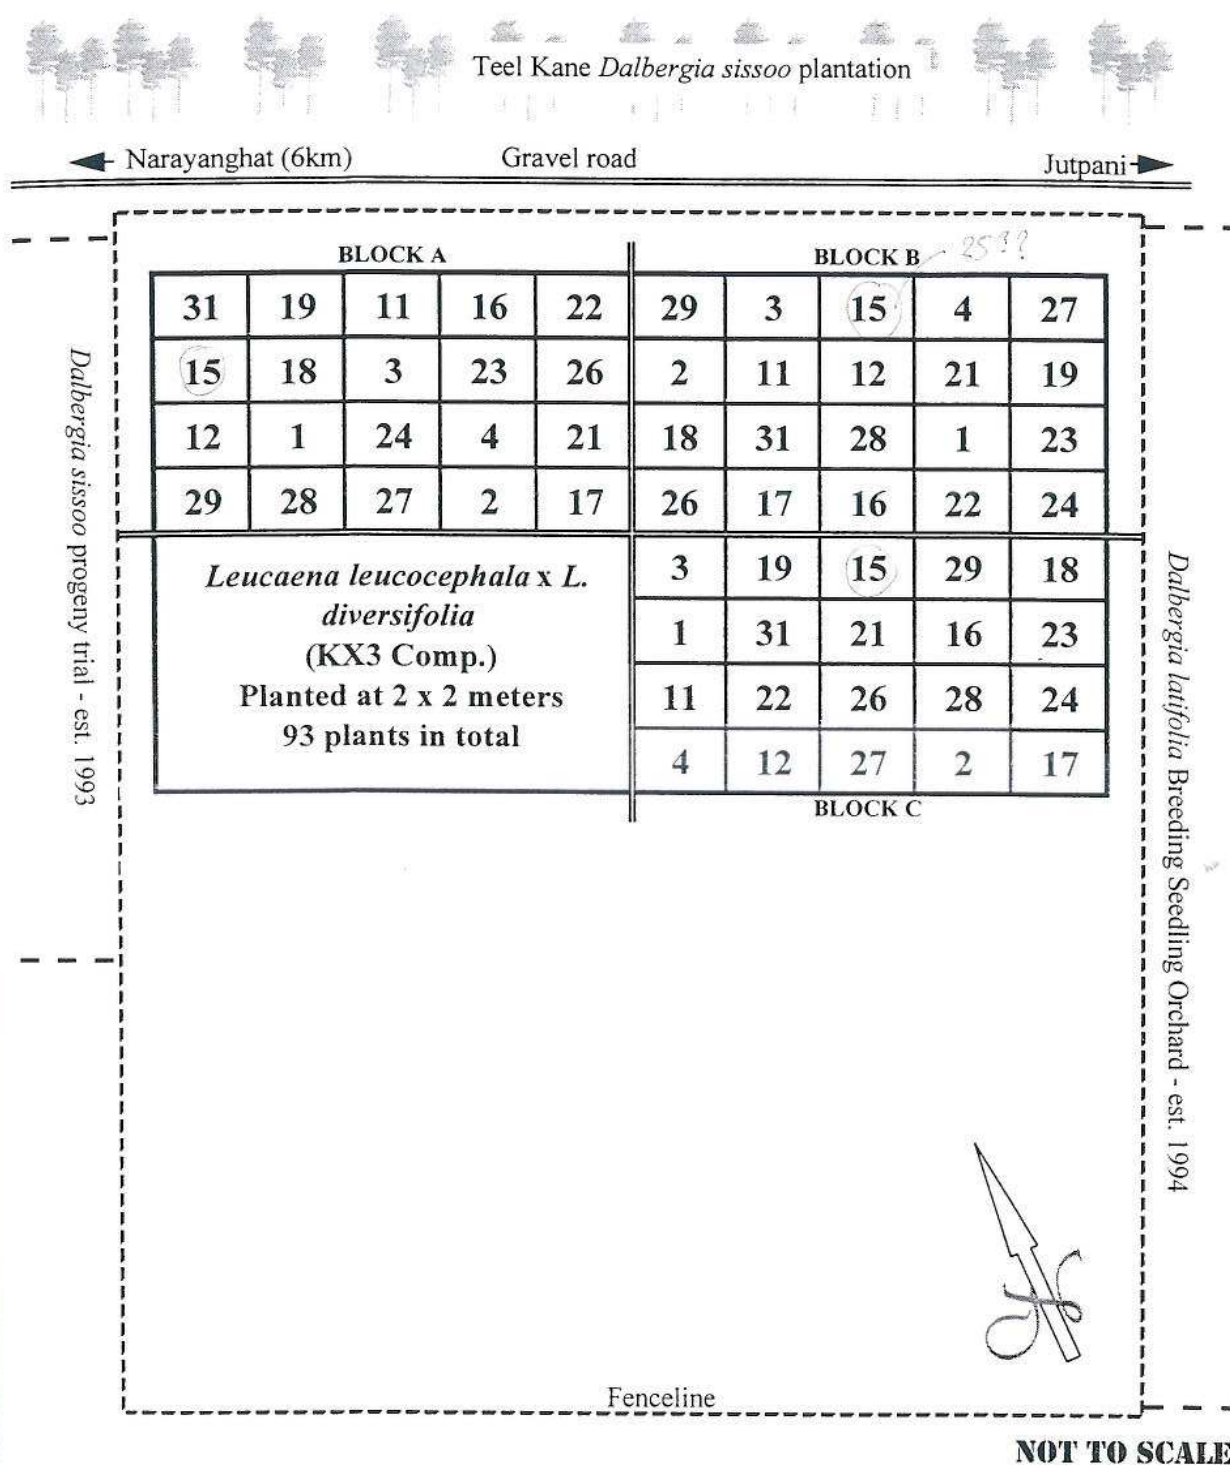 Teel Kane Dalbergia sissoo plantation
Narayanghat (6km) Gravel road Jutpani
BLOCK A BLOCK B 25??
31 19 11 16 22 29 3 15 4 27
15 18 3 23 26 2 11 12 21 19
12 1 24 4 21 18 31 28 1 23
29 28 27 2 17 26 17 16 22 24
3 19 15 29 18
1 31 21 16 23
11 22 26 28 24
4 12 27 2 17
Leucaena leucocephala x L.
diversifolia
(KX3 Comp.)
Planted at 2 x 2 meters
93 plants in total
BLOCK C
Dalbergia sissoo progeny trial - est. 1993
Dalbergia latifolia Breeding Seedling Orchard - est. 1994
N
Fenceline
NOT TO SCALE